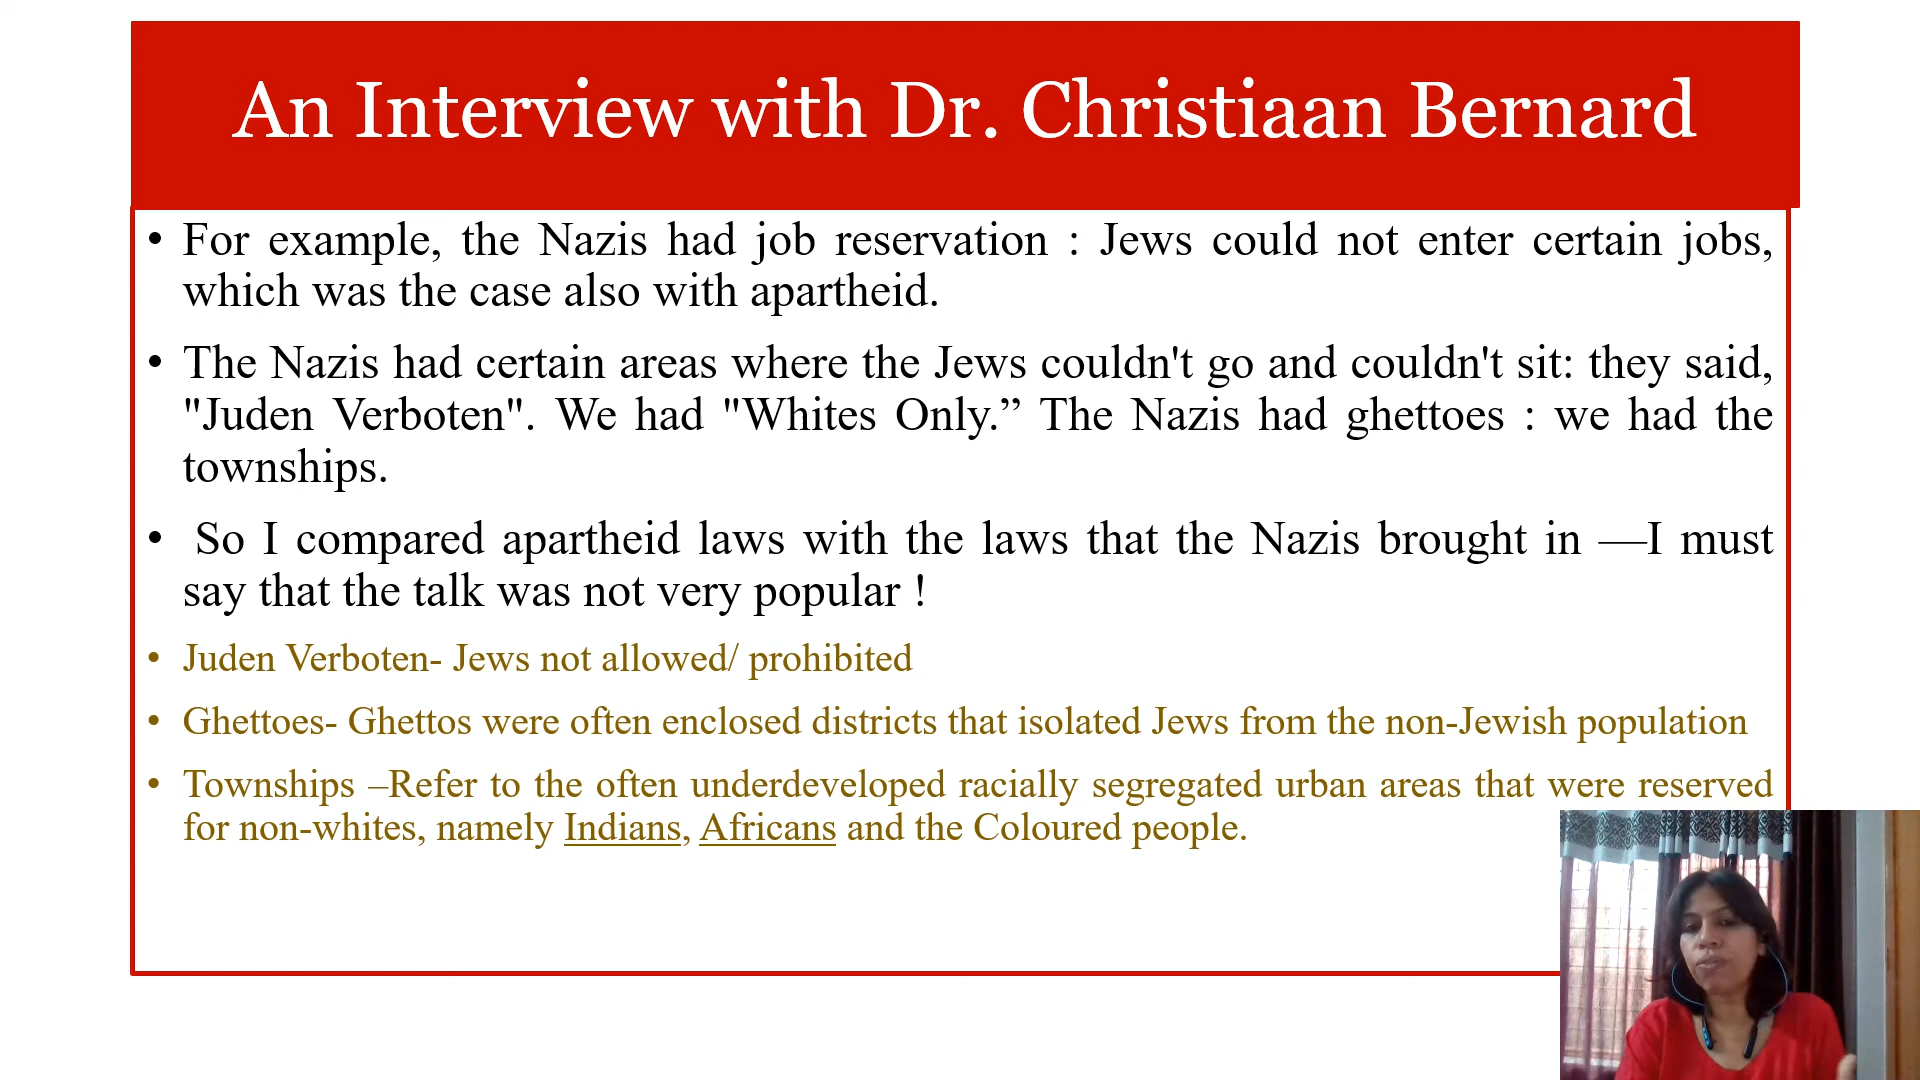 An Interview with Dr. Christiaan Bernard
• For example, the Nazis had job reservation : Jews could not enter certain jobs,
which was the case also with apartheid.
• The Nazis had certain areas where the Jews couldn't go and couldn't sit: they said,
"Juden Verboten". We had "Whites Only.” The Nazis had ghettoes : we had the
townships.
• So I compared apartheid laws with the laws that the Nazis brought in —I must
say that the talk was not very popular !
• Juden Verboten- Jews not allowed/ prohibited
• Ghettoes- Ghettos were often enclosed districts that isolated Jews from the non-Jewish population
• Townships –Refer to the often underdeveloped racially segregated urban areas that were reserved
for non-whites, namely Indians, Africans and the Coloured people.